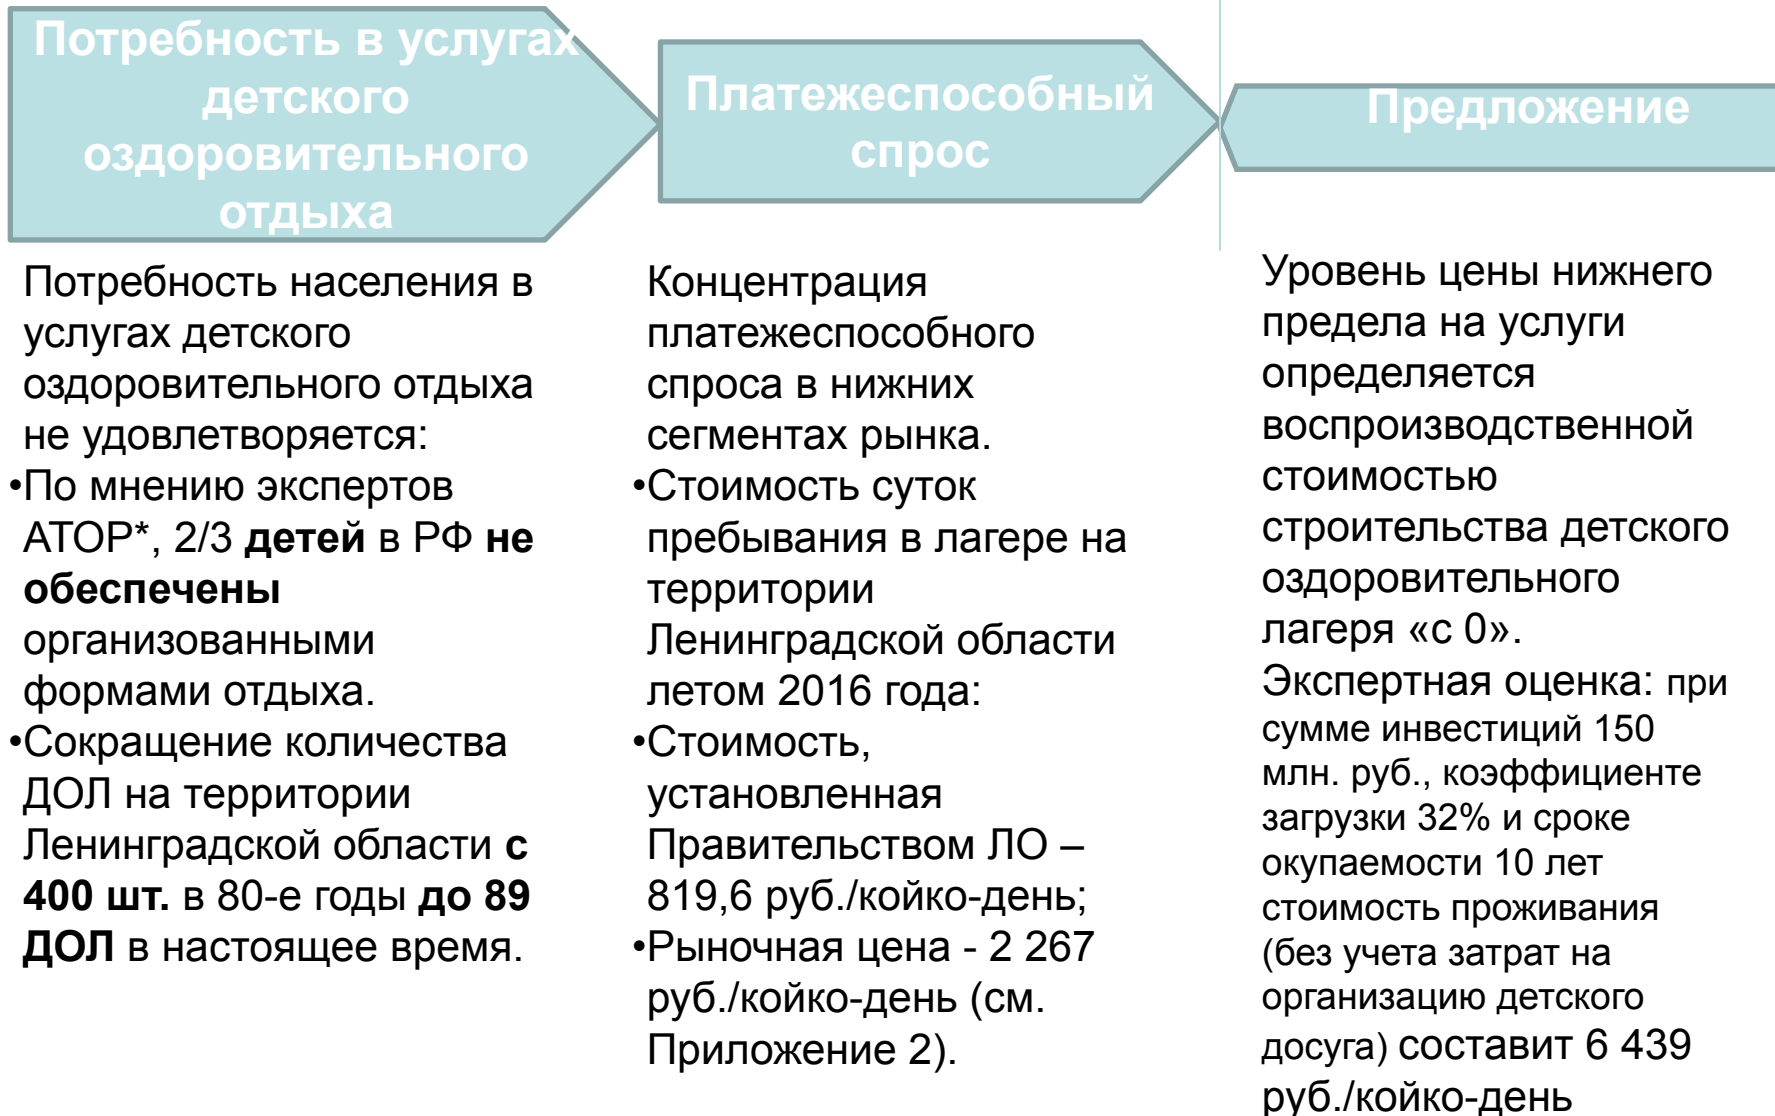 Потребность в услугах
детского
оздоровительного
отдыха
Платежеспособный
спрос
Предложение
Потребность населения в
услугах детского
оздоровительного отдыха
не удовлетворяется:
•По мнению экспертов
АТОР*, 2/3 детей в РФ не
обеспечены
организованными
формами отдыха.
•Сокращение количества
ДОЛ на территории
Ленинградской области с
400 шт. в 80-е годы до 89
ДОЛ в настоящее время.
Концентрация
платежеспособного
спроса в нижних
сегментах рынка.
•Стоимость суток
пребывания в лагере на
территории
Ленинградской области
летом 2016 года:
•Стоимость,
установленная
Правительством ЛО –
819,6 руб./койко-день;
•Рыночная цена - 2 267
руб./койко-день (см.
Приложение 2).
Уровень цены нижнего
предела на услуги
определяется
воспроизводственной
стоимостью
строительства детского
оздоровительного
лагеря «с 0».
Экспертная оценка: при
сумме инвестиций 150
млн. руб., коэффициенте
загрузки 32% и сроке
окупаемости 10 лет
стоимость проживания
(без учета затрат на
организацию детского
досуга) составит 6 439
руб./койко-день